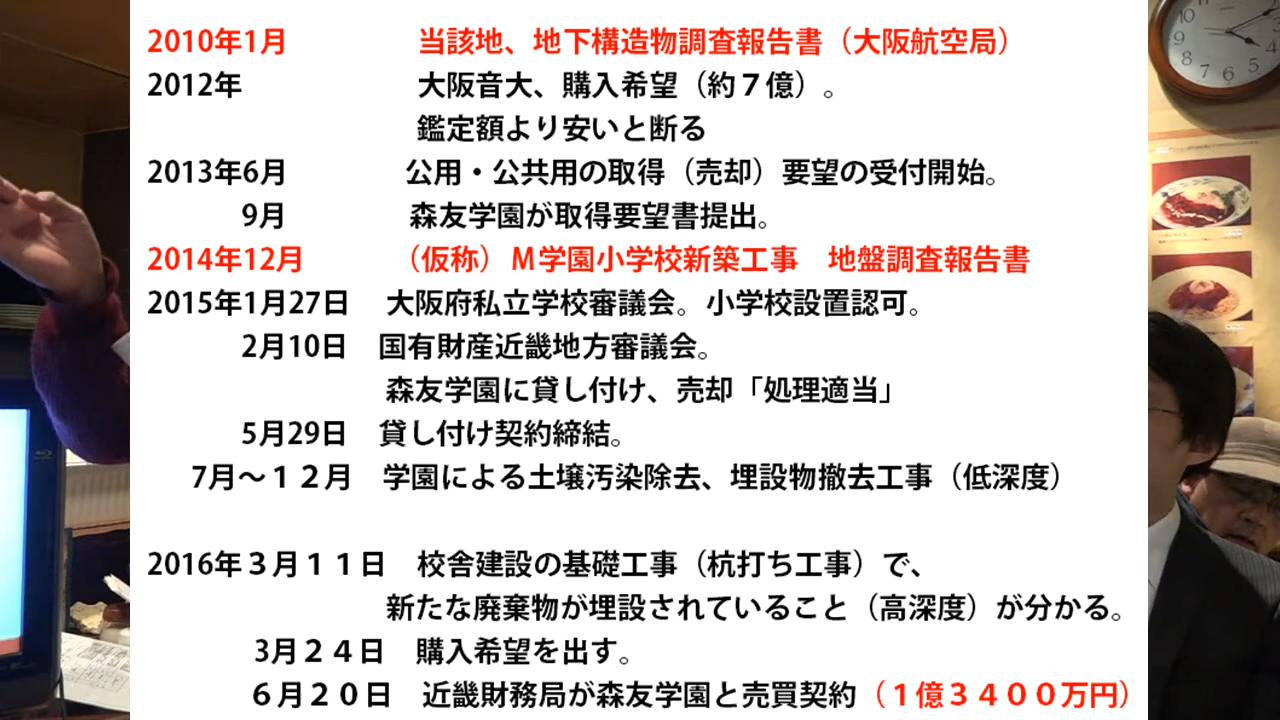 2010年1月 当該地、地下構造物調査報告書（大阪航空局）
2012年 大阪音大、購入希望（約７億）。
鑑定額より安いと断る
2013年6月 公用・公共用の取得（売却）要望の受付開始。
9月 森友学園が取得要望書提出。
2014年12月 （仮称）Ｍ学園小学校新築工事　地盤調査報告書
2015年1月27日 大阪府私立学校審議会。小学校設置認可。
2月10日 国有財産近畿地方審議会。
森友学園に貸し付け、売却「処理適当」
5月29日 貸し付け契約締結。
7月～１２月 学園による土壌汚染除去、埋設物撤去工事（低深度）
2016年３月１１日 校舎建設の基礎工事（杭打ち工事）で、
新たな廃棄物が埋設されていること（高深度）が分かる。
3月２４日 購入希望を出す。
６月２０日 近畿財務局が森友学園と売買契約（１億３４００万円）